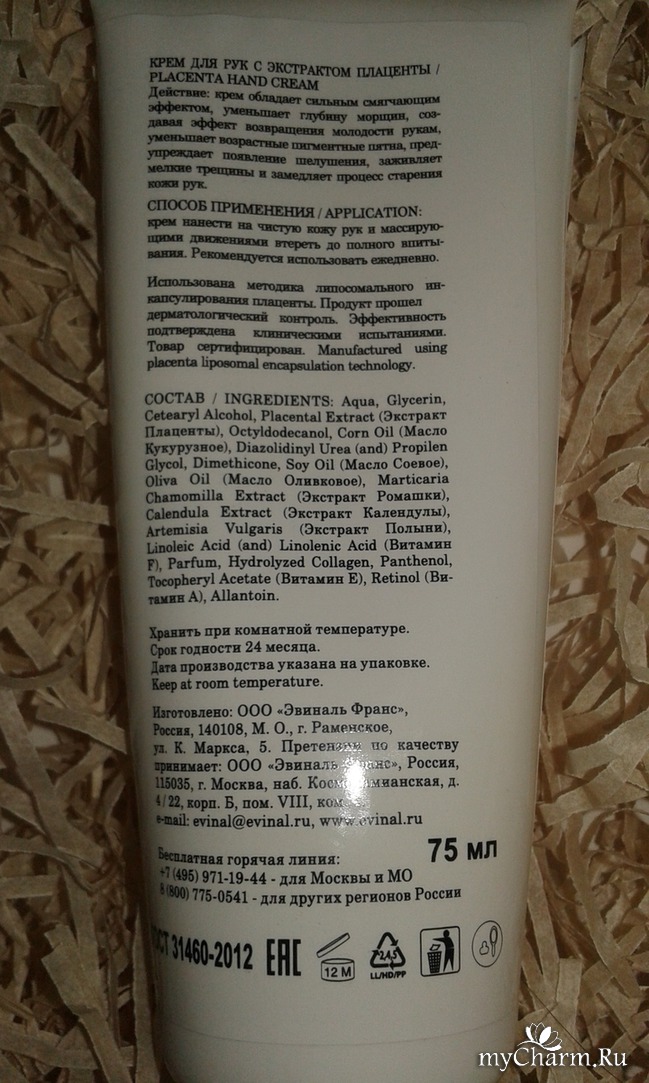 КРЕМ ДЛЯ РУК С ЭКСТРАКТОМ ПЛАЦЕНТЫ /
PLACENTA HAND CREAM
Действие: крем обладает сильным смягчающим
эффектом, уменьшает глубину морщин, соз-
давая эффект возвращения молодости рукам,
уменьшает возрастные пигментные пятна, пред-
упреждает появление шелушения, заживляет
мелкие трещины и замедляет процесс старения
кожи рук.
СПОСОБ ПРИМЕНЕНИЯ / APPLICATION:
крем нанести на чистую кожу рук и массирую-
щими движениями втереть до полного впиты-
вания. Рекомендуется использовать ежедневно.
Использована методика липосомального ин-
капсулирования плаценты. Продукт прошел
дерматологический контроль. Эффективность
подтверждена клиническими испытаниями.
Товар сертифицирован. Manufactured using
placenta liposomal encapsulation technology.
СОСТАВ / INGREDIENTS: Aqua, Glycerin,
Cetearyl Alcohol, Placental Extract (Экстракт
Плаценты), Octyldodecanol, Corn Oil (Масло
Кукурузное), Diazolidinyl Urea (and) Propilen
Glycol, Dimethicone, Soy Oil (Масло Соевое),
Oliva Oil (Масло Оливковое), Marticaria
Chamomilla Extract (Экстракт Ромашки),
Calendula Extract (Экстракт Календулы),
Artemisia Vulgaris (Экстракт Полыни),
Linoleic Acid (and) Linolenic Acid (Витамин
F), Parfum, Hydrolyzed Collagen, Panthenol,
Tocopheryl Acetate (Витамин Е), Retinol (Ви-
тамин А), Allantoin.
Хранить при комнатной температуре.
Срок годности 24 месяца.
Дата производства указана на упаковке.
Keep at room temperature.
Изготовлено: ООО «Эвиналь Франс»,
Россия, 140108, М. О., г. Раменское,
ул. К. Маркса, 5. Претензии по качеству
принимает: ООО «Эвиналь Франс», Россия,
115035, г. Москва, наб. Космодамианская, д.
4/22, корп. Б, пом. VIII,
e-mail: evinal@evinal.ru, www.evinal.ru
75 мл
Бесплатная горячая линия:
+7 (495) 971-19-44 - для Москвы и МО
8 (800) 775-0541 - для других регионов России
ГОСТ 31460-2012 EAC
12 M
LL/HD/PP
myCharm.Ru